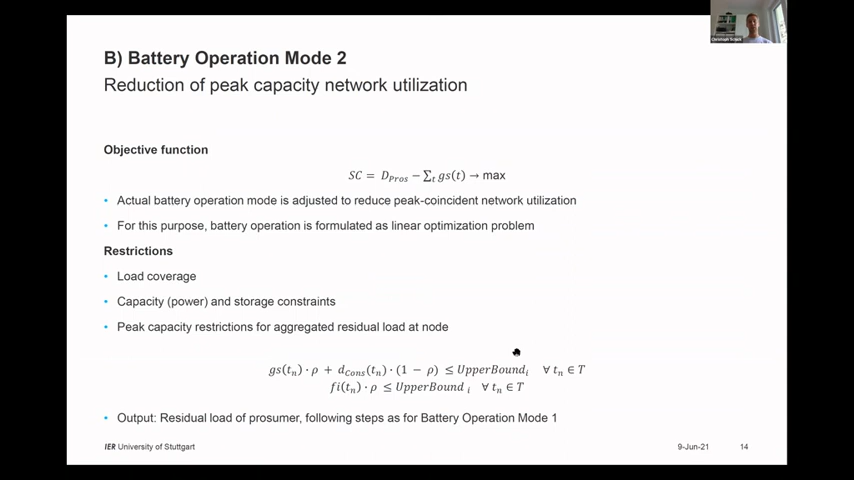 B) Battery Operation Mode 2
Reduction of peak capacity network utilization
Objective function
SC = D_Pros − ∑_t gs(t) → max
• Actual battery operation mode is adjusted to reduce peak-coincident network utilization
• For this purpose, battery operation is formulated as linear optimization problem
Restrictions
• Load coverage
• Capacity (power) and storage constraints
• Peak capacity restrictions for aggregated residual load at node
gs(t_n) · ρ + d_Cons(t_n) · (1 − ρ) ≤ UpperBound_i ∀ t_n ∈ T
fi(t_n) · ρ ≤ UpperBound_i ∀ t_n ∈ T
• Output: Residual load of prosumer, following steps as for Battery Operation Mode 1
IER University of Stuttgart
9-Jun-21
14